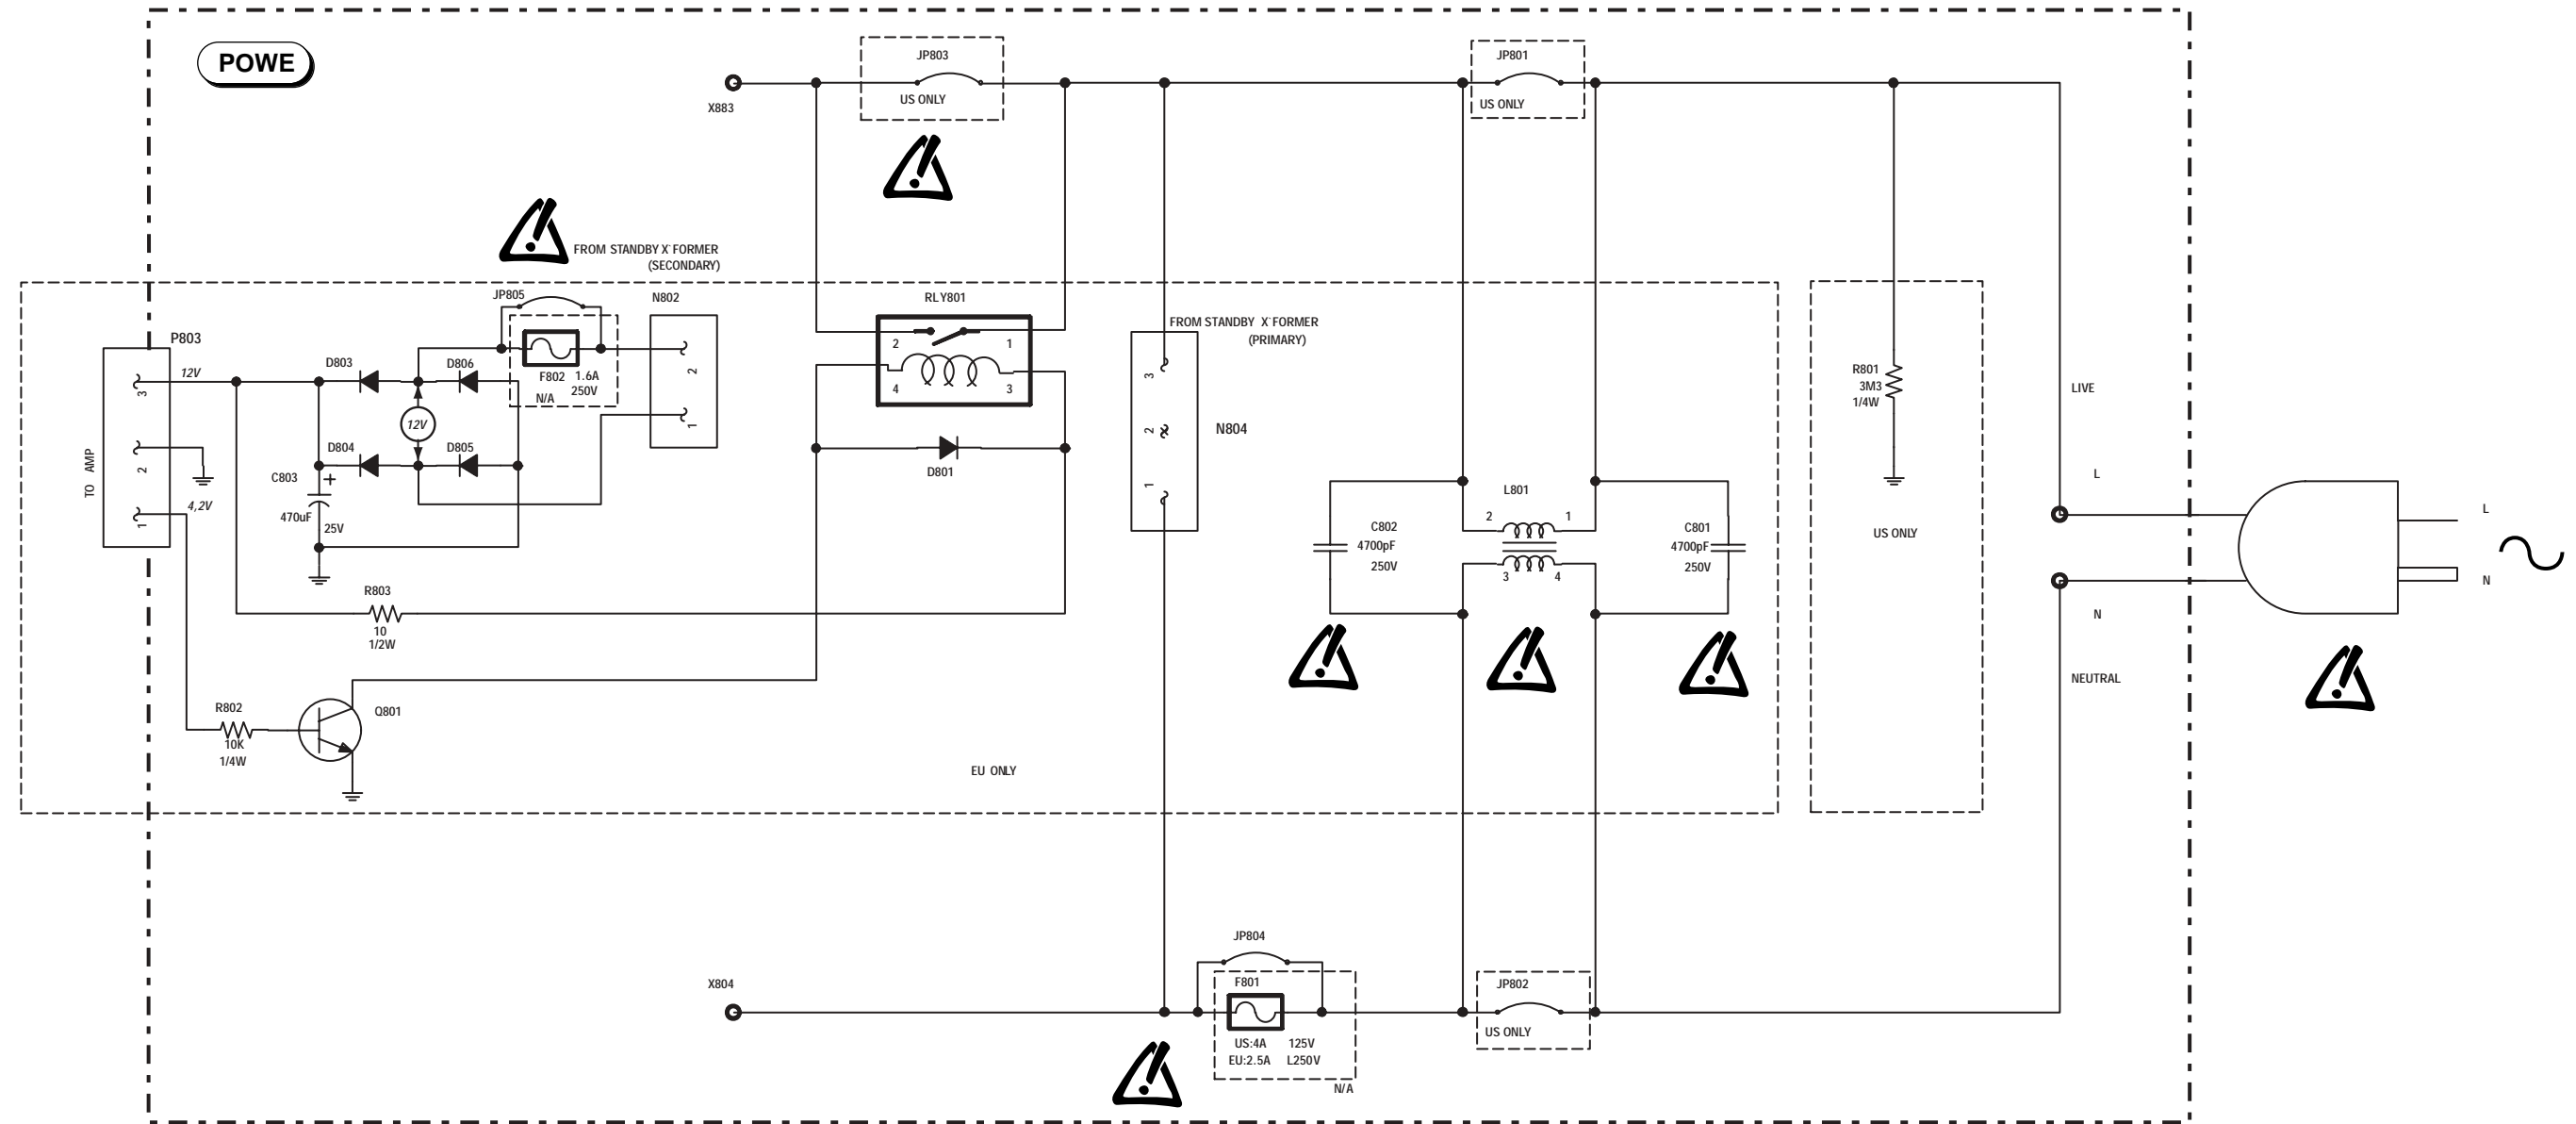 POWE
JP803
US ONLY
X883
JP801
US ONLY
FROM STANDBY X`FORMER
(SECONDARY)
JP805
N802
RLY801
P803
12V
3
2
1
TO AMP
4,2V
D803
D806
12V
D804
D805
C803
+
470uF
25V
F802 1.6A
250V
N/A
2
1
2
1
4
3
D801
FROM STANDBY X`FORMER
(PRIMARY)
3
2
1
N804
R803
10
1/2W
R802
10K
1/4W
Q801
EU ONLY
C802
4700pF
250V
L801
2
1
3
4
C801
4700pF
250V
R801
3M3
1/4W
US ONLY
LIVE
L
N
NEUTRAL
L
N
X804
JP804
F801
US:4A 125V
EU:2.5A L250V
N/A
JP802
US ONLY